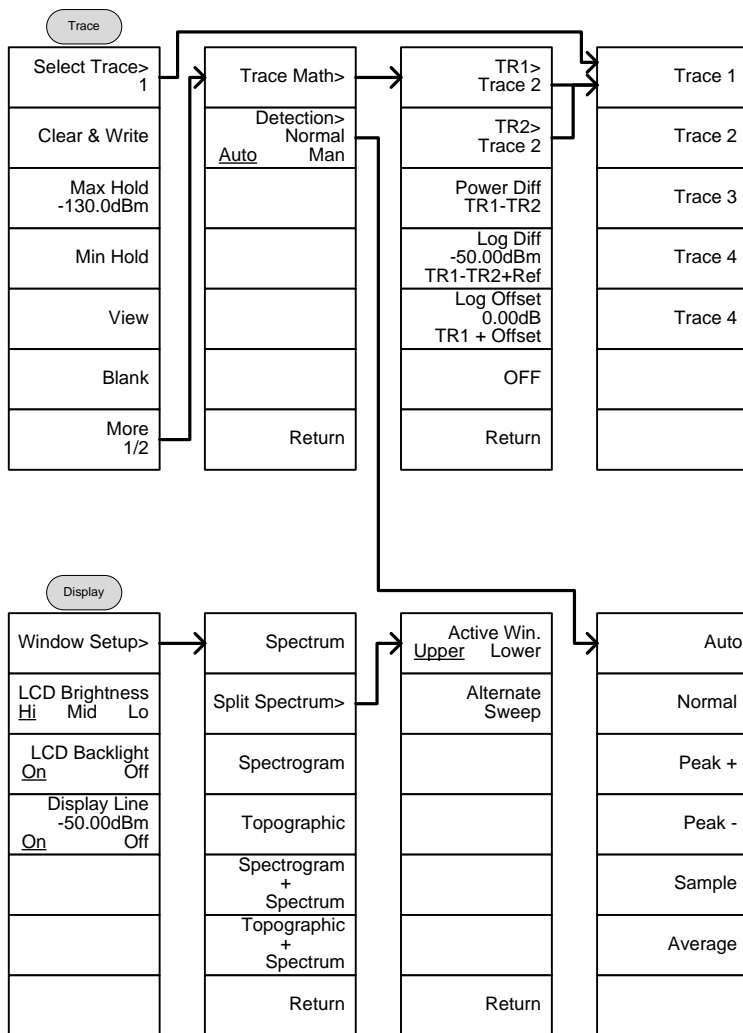 Trace
Select Trace>
1
Clear & Write
Max Hold
-130.0dBm
Min Hold
View
Blank
More
1/2
Trace Math>
Detection>
Normal
Auto Man
Return
TR1>
Trace 2
TR2>
Trace 2
Power Diff
TR1-TR2
Log Diff
-50.00dBm
TR1-TR2+Ref
Log Offset
0.00dB
TR1 + Offset
OFF
Return
Trace 1
Trace 2
Trace 3
Trace 4
Trace 4
Display
Window Setup>
LCD Brightness
Hi Mid Lo
LCD Backlight
On Off
Display Line
-50.00dBm
On Off
Spectrum
Split Spectrum>
Spectrogram
Topographic
Spectrogram
+
Spectrum
Topographic
+
Spectrum
Return
Active Win.
Upper Lower
Alternate
Sweep
Return
Auto
Normal
Peak +
Peak -
Sample
Average